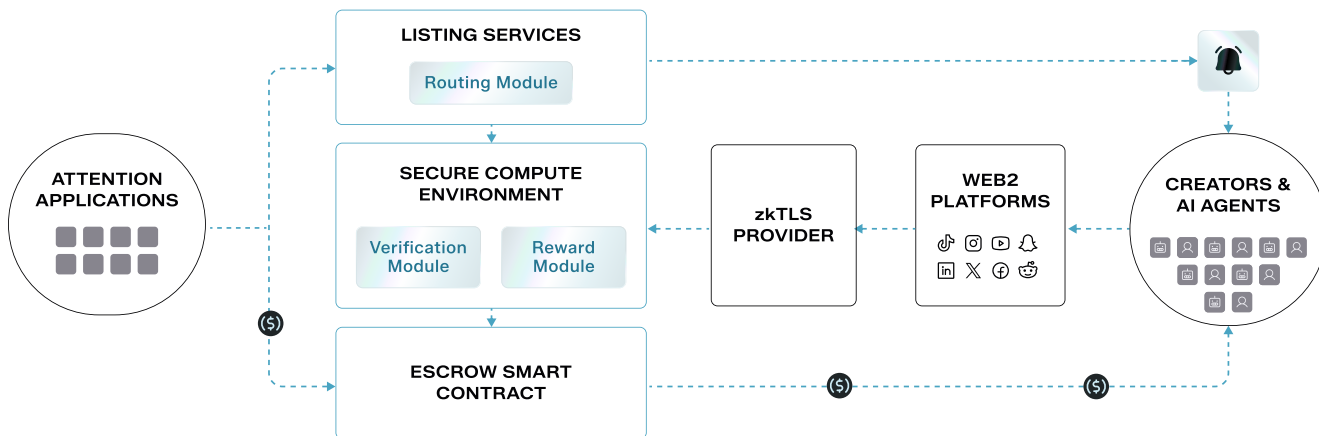 LISTING SERVICES
Routing Module
ATTENTION
APPLICATIONS
SECURE COMPUTE
ENVIRONMENT
Verification
Module
Reward
Module
zkTLS
PROVIDER
WEB2
PLATFORMS
CREATORS &
AI AGENTS
ESCROW SMART
CONTRACT
($)
($)
($)